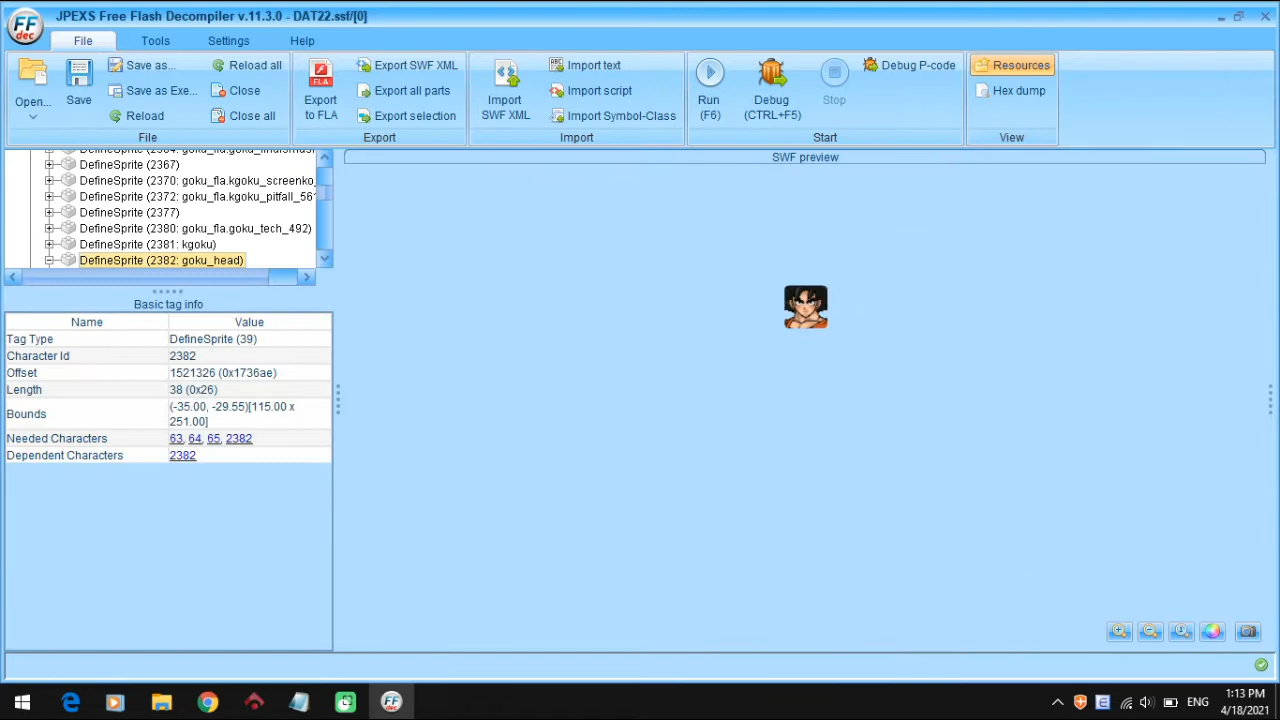 JPEXS Free Flash Decompiler v.11.3.0 - DAT22.ssf/[0]
FF
dec
File Tools Settings Help
Open... Save Save as... Reload all
Save as Exe... Close
Reload Close all
File
Export to FLA
Export SWF XML
Export all parts
Export selection
Export
Import SWF XML
Import text
Import script
Import Symbol-Class
Import
Run (F6)
Debug (CTRL+F5)
Stop
Debug P-code
Start
Resources
Hex dump
View
DefineSprite (2367)
DefineSprite (2370: goku_fla.kgoku_screenko_
DefineSprite (2372: goku_fla.kgoku_pitfall_561
DefineSprite (2377)
DefineSprite (2380: goku_fla.goku_tech_492)
DefineSprite (2381: kgoku)
DefineSprite (2382: goku_head)
SWF preview
Basic tag info
Name Value
Tag Type DefineSprite (39)
Character Id 2382
Offset 1521326 (0x1736ae)
Length 38 (0x26)
Bounds (-35.00, -29.55)[115.00 x
251.00]
Needed Characters 63, 64, 65, 2382
Dependent Characters 2382
FF
dec
ENG
1:13 PM
4/18/2021